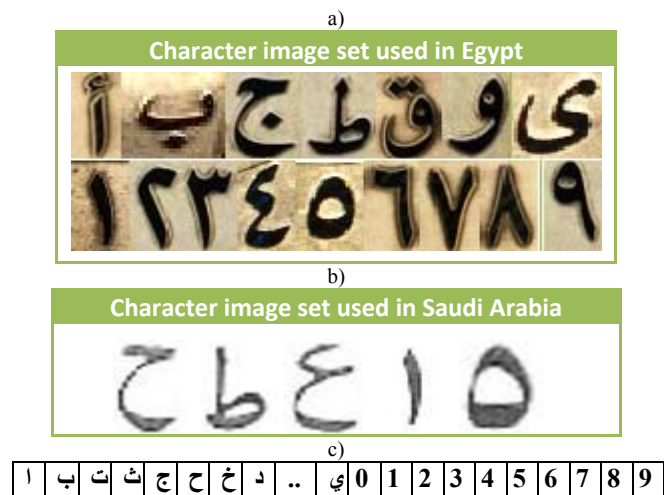 a)
Character image set used in Egypt
أ ب ج ط ق و ى
١ ٢ ٣ ٤ ٥ ٦ ٧ ٨ ٩
b)
Character image set used in Saudi Arabia
ح ط ع ١ ٥
c)
ا ب ت ث ج ح خ د .. ي 0 1 2 3 4 5 6 7 8 9